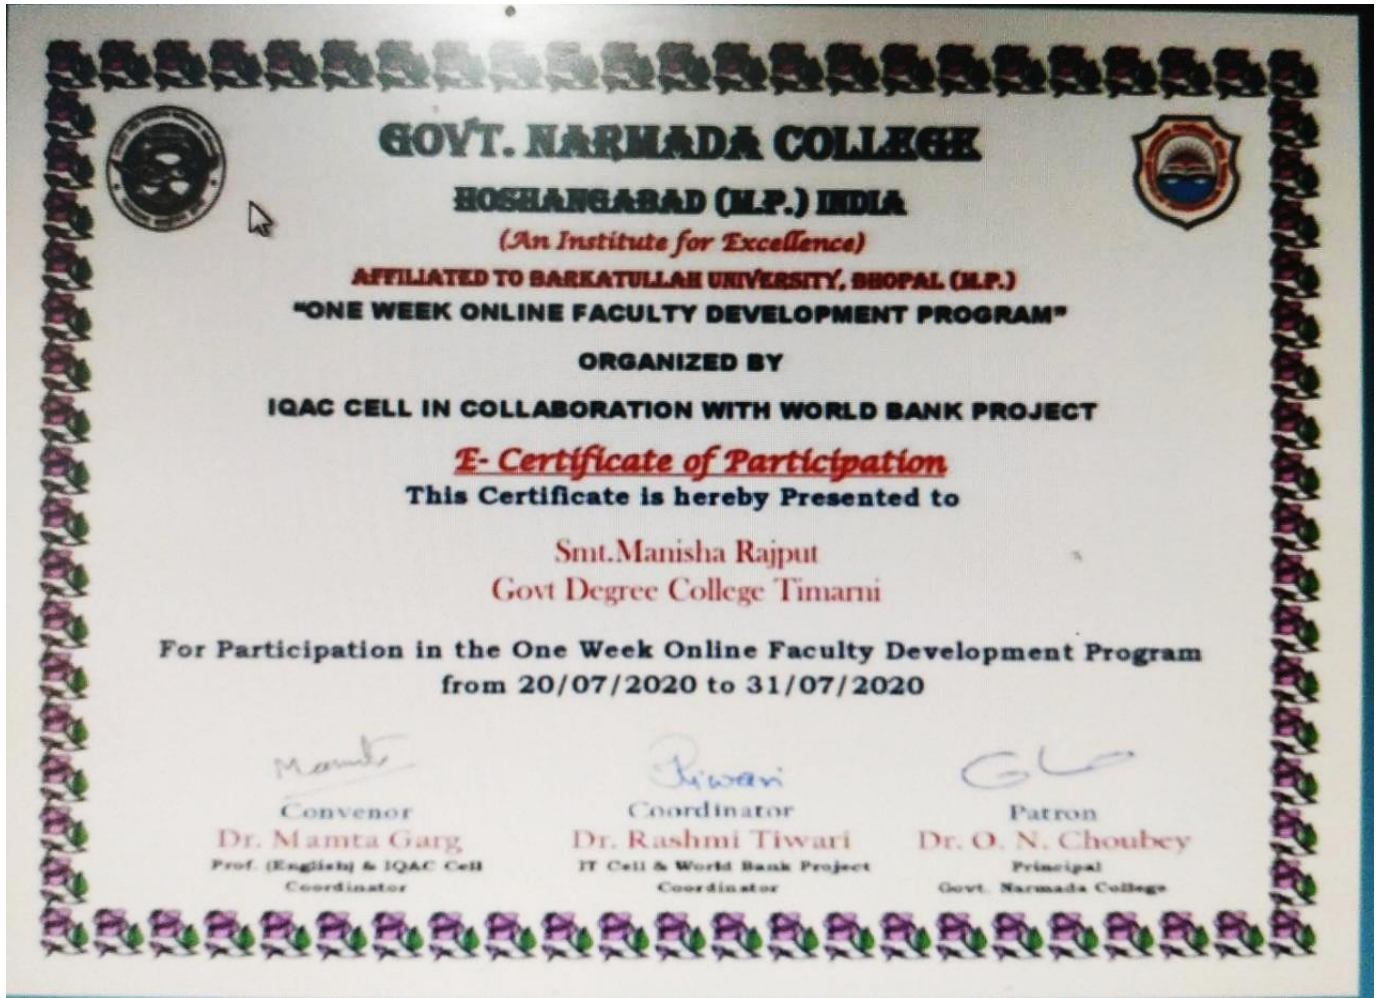 GOVT. NARMADA COLLEGE
HOSHANGABAD (M.P.) INDIA
(An Institute for Excellence)
AFFILIATED TO BARKATULLAH UNIVERSITY, BHOPAL (M.P.)
"ONE WEEK ONLINE FACULTY DEVELOPMENT PROGRAM"
ORGANIZED BY
IQAC CELL IN COLLABORATION WITH WORLD BANK PROJECT
E- Certificate of Participation
This Certificate is hereby Presented to
Smt.Manisha Rajput
Govt Degree College Timarni
For Participation in the One Week Online Faculty Development Program
from 20/07/2020 to 31/07/2020
Mamta
Tiwari
Convenor
Coordinator
Patron
Dr. Mamta Garg
Dr. Rashmi Tiwari
Dr. O. N. Choubey
Prof. (English) & IQAC Cell
IT Cell & World Bank Project
Principal
Coordinator
Coordinator
Govt. Narmada College